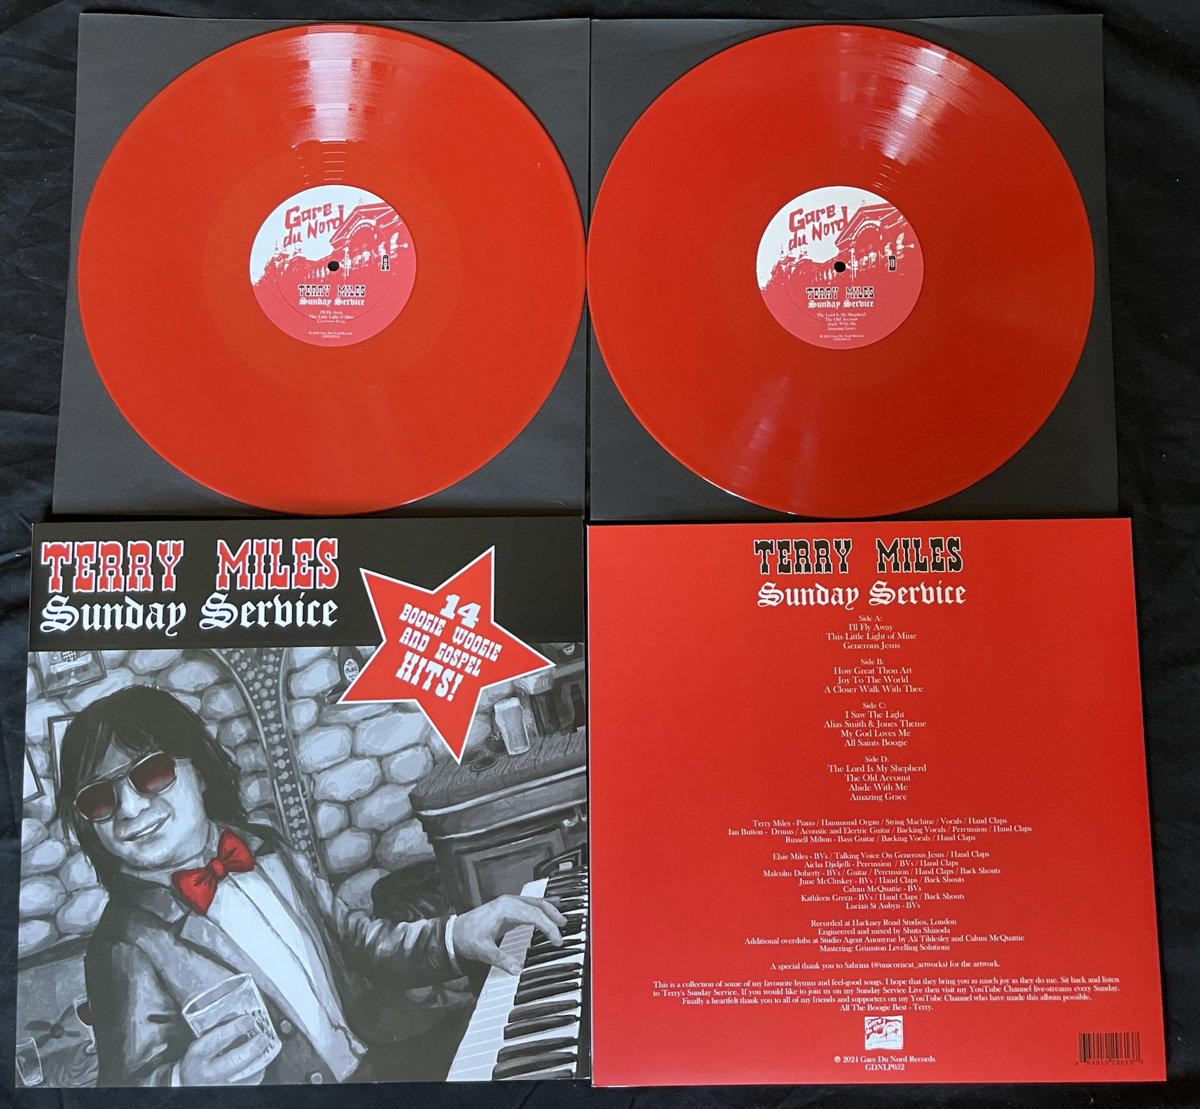 Gare
du Nord
A
TERRY MILES
Sunday Service
I'll Fly Away
This Little Light of Mine
Generous Jesus
Gare
du Nord
D
TERRY MILES
Sunday Service
The Lord Is My Shepherd
The Old Account
Abide With Me
Amazing Grace
TERRY MILES
Sunday Service
14
BOOGIE WOOGIE
AND GOSPEL
HITS!
TERRY MILES
Sunday Service
Side A:
I'll Fly Away
This Little Light of Mine
Generous Jesus
Side B:
How Great Thou Art
Joy To The World
A Closer Walk With Thee
Side C:
I Saw The Light
Alias Smith & Jones Theme
My God Loves Me
All Saints Boogie
Side D:
The Lord Is My Shepherd
The Old Account
Abide With Me
Amazing Grace
Terry Miles - Piano / Hammond Organ / String Machine / Vocals / Hand Claps
Ian Button - Drums / Acoustic and Electric Guitar / Backing Vocals / Percussion / Hand Claps
Russell Milton - Bass Guitar / Backing Vocals / Hand Claps
Elsie Miles - BVs / Talking Voice On Generous Jesus / Hand Claps
Aicha Djidjelli - Percussion / BVs / Hand Claps
Malcolm Doherty - BVs / Guitar / Percussion / Hand Claps / Back Shouts
June McCluskey - BVs / Hand Claps / Back Shouts
Calum McQuattie - BVs
Kathleen Green - BVs / Hand Claps / Back Shouts
Lucian St Aubyn - BVs
Recorded at Hackney Road Studios, London
Engineered and mixed by Shuta Shinoda
Additional overdubs at Studio Agent Anonyme by Ali Tildesley and Calum McQuattie
Mastering: Grimston Levelling Solutions
A special thank you to Sabrina (@unicorncat_artworks) for the artwork.
This is a collection of some of my favourite hymns and feel-good songs. I hope that they bring you as much joy as they do me. Sit back and listen
to Terry's Sunday Service. If you would like to join us on my Sunday Service Live then visit my YouTube Channel live-streams every Sunday.
Finally a heartfelt thank you to all of my friends and supporters on my YouTube Channel who have made this album possible.
All The Boogie Best - Terry.
Gare
du Nord
℗ 2024 Gare Du Nord Records
GDNLP052